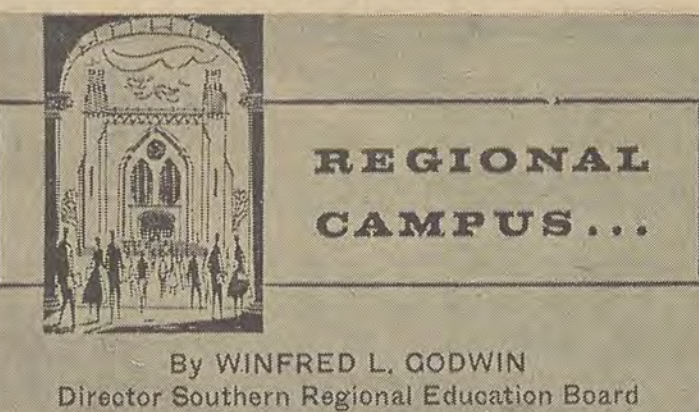 REGIONAL
CAMPUS...
By WINFRED L. GODWIN
Director Southern Regional Education Board